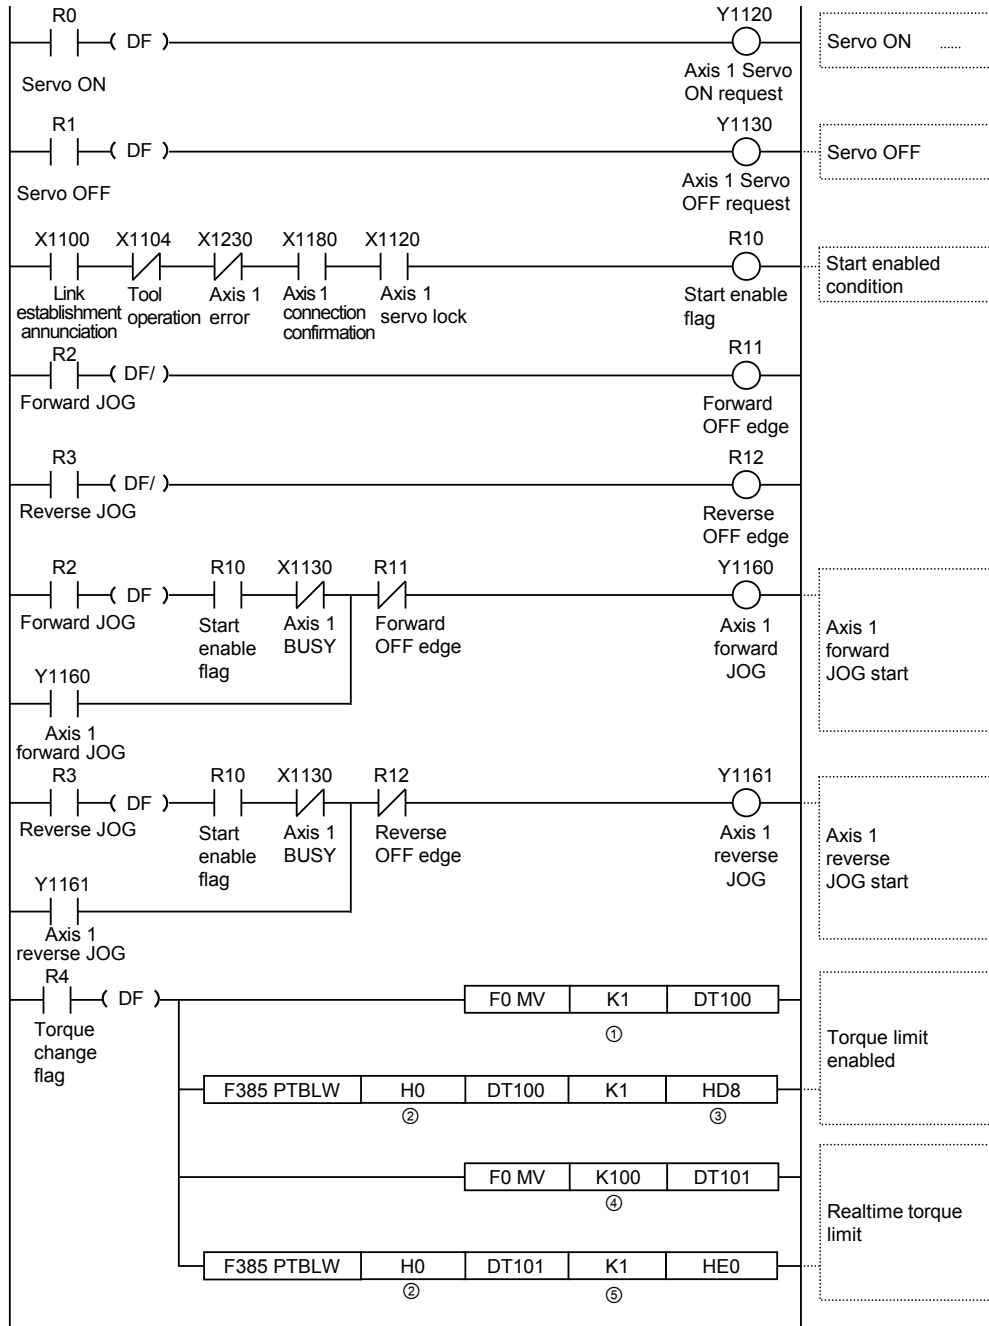 R0
Y1120
( DF )
Servo ON ......
Servo ON
Axis 1 Servo
ON request
R1
Y1130
( DF )
Servo OFF
Servo OFF
Axis 1 Servo
OFF request
X1100 X1104 X1230 X1180 X1120
R10
Start enabled
condition
Link
establishment
annunciation
Tool
operation
Axis 1
error
Axis 1
connection
confirmation
Axis 1
servo lock
Start enable
flag
R2
R11
( DF/ )
Forward JOG
Forward
OFF edge
R3
R12
( DF/ )
Reverse JOG
Reverse
OFF edge
R2 R10 X1130 R11
Y1160
( DF )
Forward JOG
Start
enable
flag
Axis 1
BUSY
Forward
OFF edge
Axis 1
forward
JOG
Axis 1
forward
JOG start
Y1160
Axis 1
forward JOG
R3 R10 X1130 R12
Y1161
( DF )
Reverse JOG
Start
enable
flag
Axis 1
BUSY
Reverse
OFF edge
Axis 1
reverse
JOG
Axis 1
reverse
JOG start
Y1161
Axis 1
reverse JOG
R4
( DF )
F0 MV K1 DT100
①
Torque
change
flag
Torque limit
enabled
F385 PTBLW H0 DT100 K1 HD8
② ③
F0 MV K100 DT101
④
Realtime torque
limit
F385 PTBLW H0 DT101 K1 HE0
② ⑤